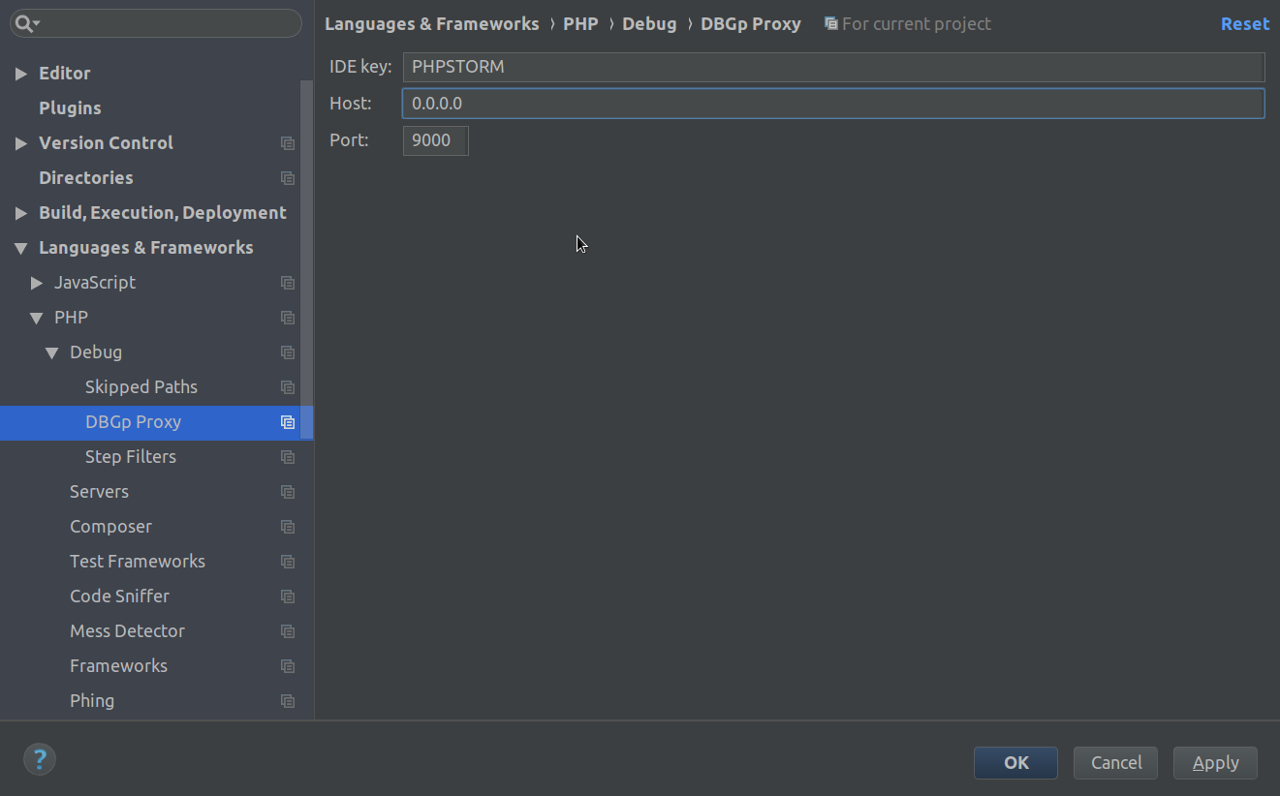 Languages & Frameworks › PHP › Debug › DBGp Proxy For current project Reset
IDE key: PHPSTORM
Host: 0.0.0.0
Port: 9000
Editor
Plugins
Version Control
Directories
Build, Execution, Deployment
Languages & Frameworks
JavaScript
PHP
Debug
Skipped Paths
DBGp Proxy
Step Filters
Servers
Composer
Test Frameworks
Code Sniffer
Mess Detector
Frameworks
Phing
? OK Cancel Apply